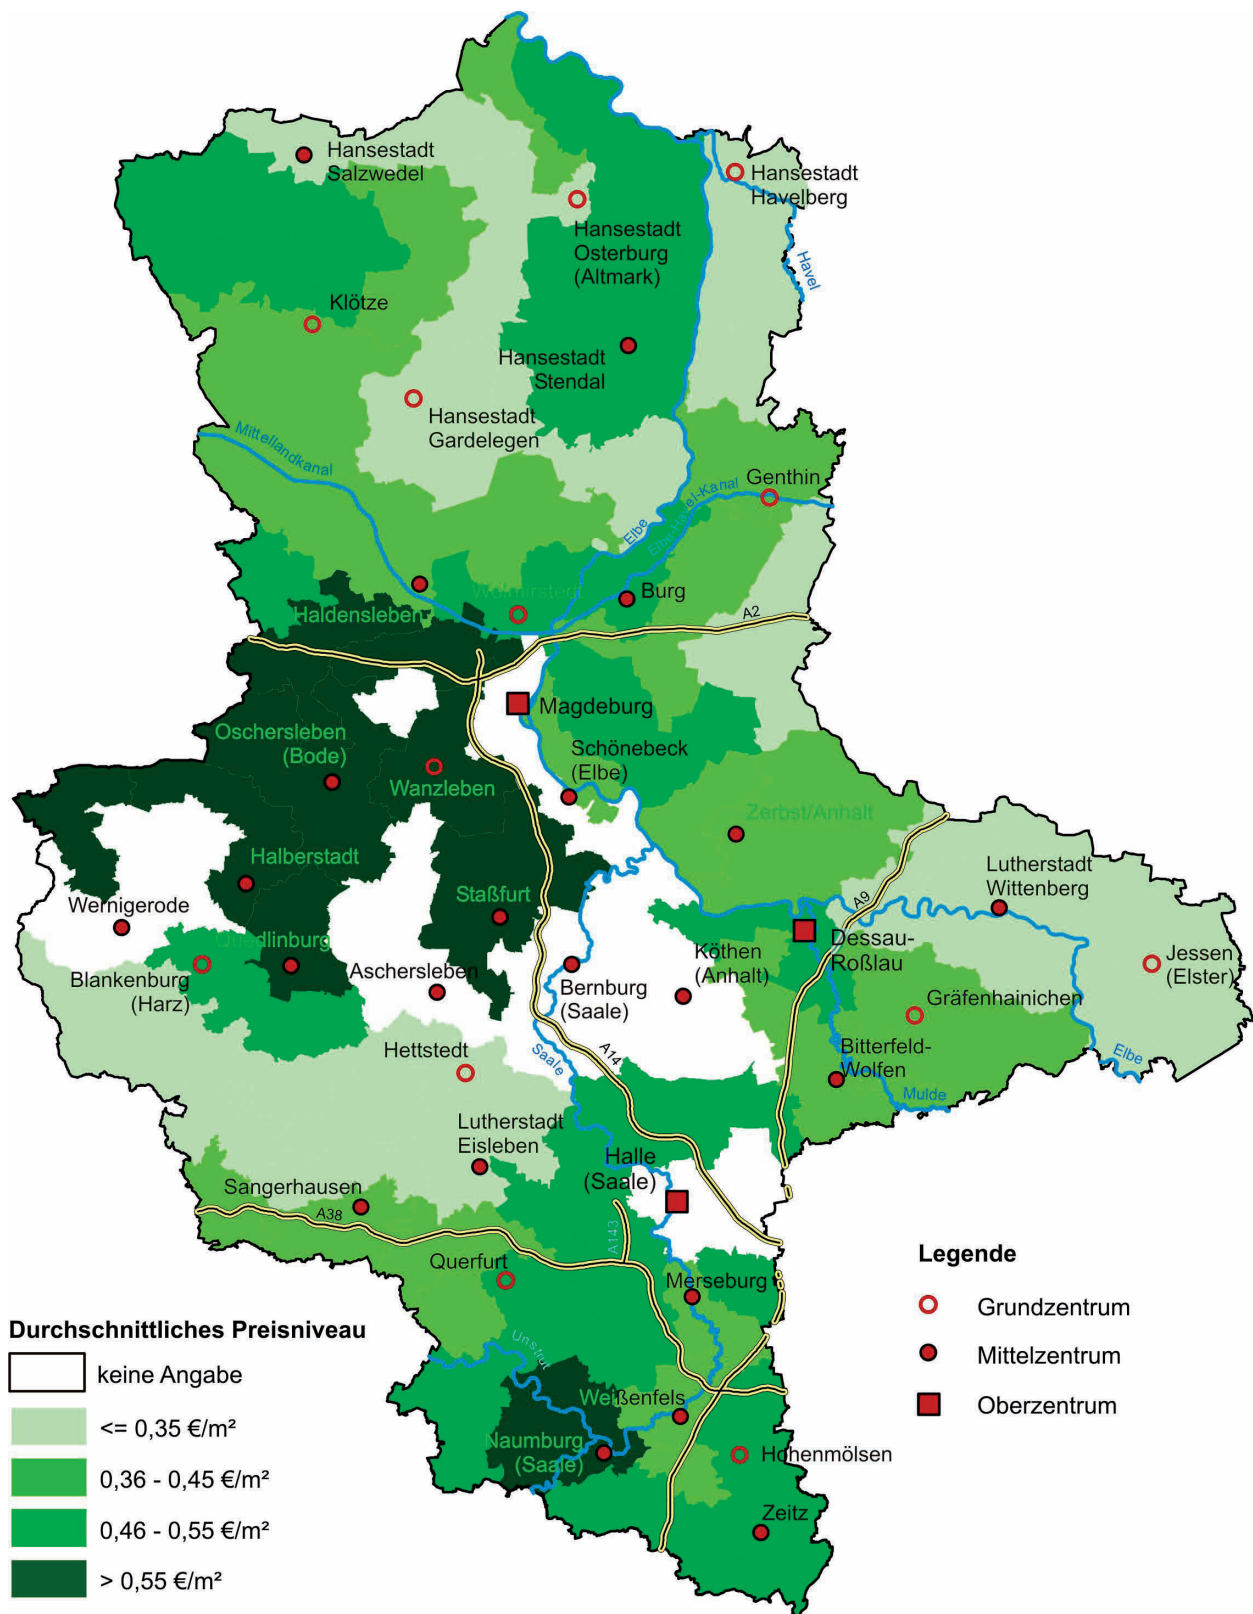 Hansestadt
Salzwedel
Hansestadt
Havelberg
Hansestadt
Osterburg
(Altmark)
Havel
Klötze
Hansestadt
Stendal
Hansestadt
Gardelegen
Mittellandkanal
Genthin
Elbe-Havel-Kanal
Elbe
Wolmirstedt
Burg
Haldensleben
A2
Magdeburg
Oschersleben
(Bode)
Schönebeck
(Elbe)
Wanzleben
Zerbst/Anhalt
Halberstadt
Lutherstadt
Wittenberg
Staßfurt
A9
Wernigerode
Quedlinburg
Dessau-
Roßlau
Köthen
(Anhalt)
Jessen
(Elster)
Blankenburg
(Harz)
Aschersleben
Bernburg
(Saale)
Gräfenhainichen
Hettstedt
Saale
A14
Bitterfeld-
Wolfen
Elbe
Mulde
Lutherstadt
Eisleben
Halle
(Saale)
Sangerhausen
A38
A143
Querfurt
Merseburg
Unstrut
Weißenfels
Naumburg
(Saale)
Hohenmölsen
Zeitz
Legende
Grundzentrum
Mittelzentrum
Oberzentrum
Durchschnittliches Preisniveau
keine Angabe
<= 0,35 €/m²
0,36 - 0,45 €/m²
0,46 - 0,55 €/m²
> 0,55 €/m²